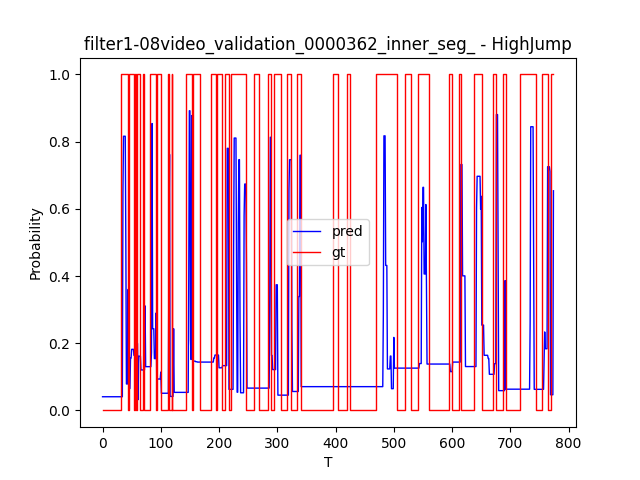 filter1-08video_validation_0000362_inner_seg_ - HighJump
1.0
0.8
0.6
0.4
0.2
0.0
Probability
pred
gt
0 100 200 300 400 500 600 700 800
T